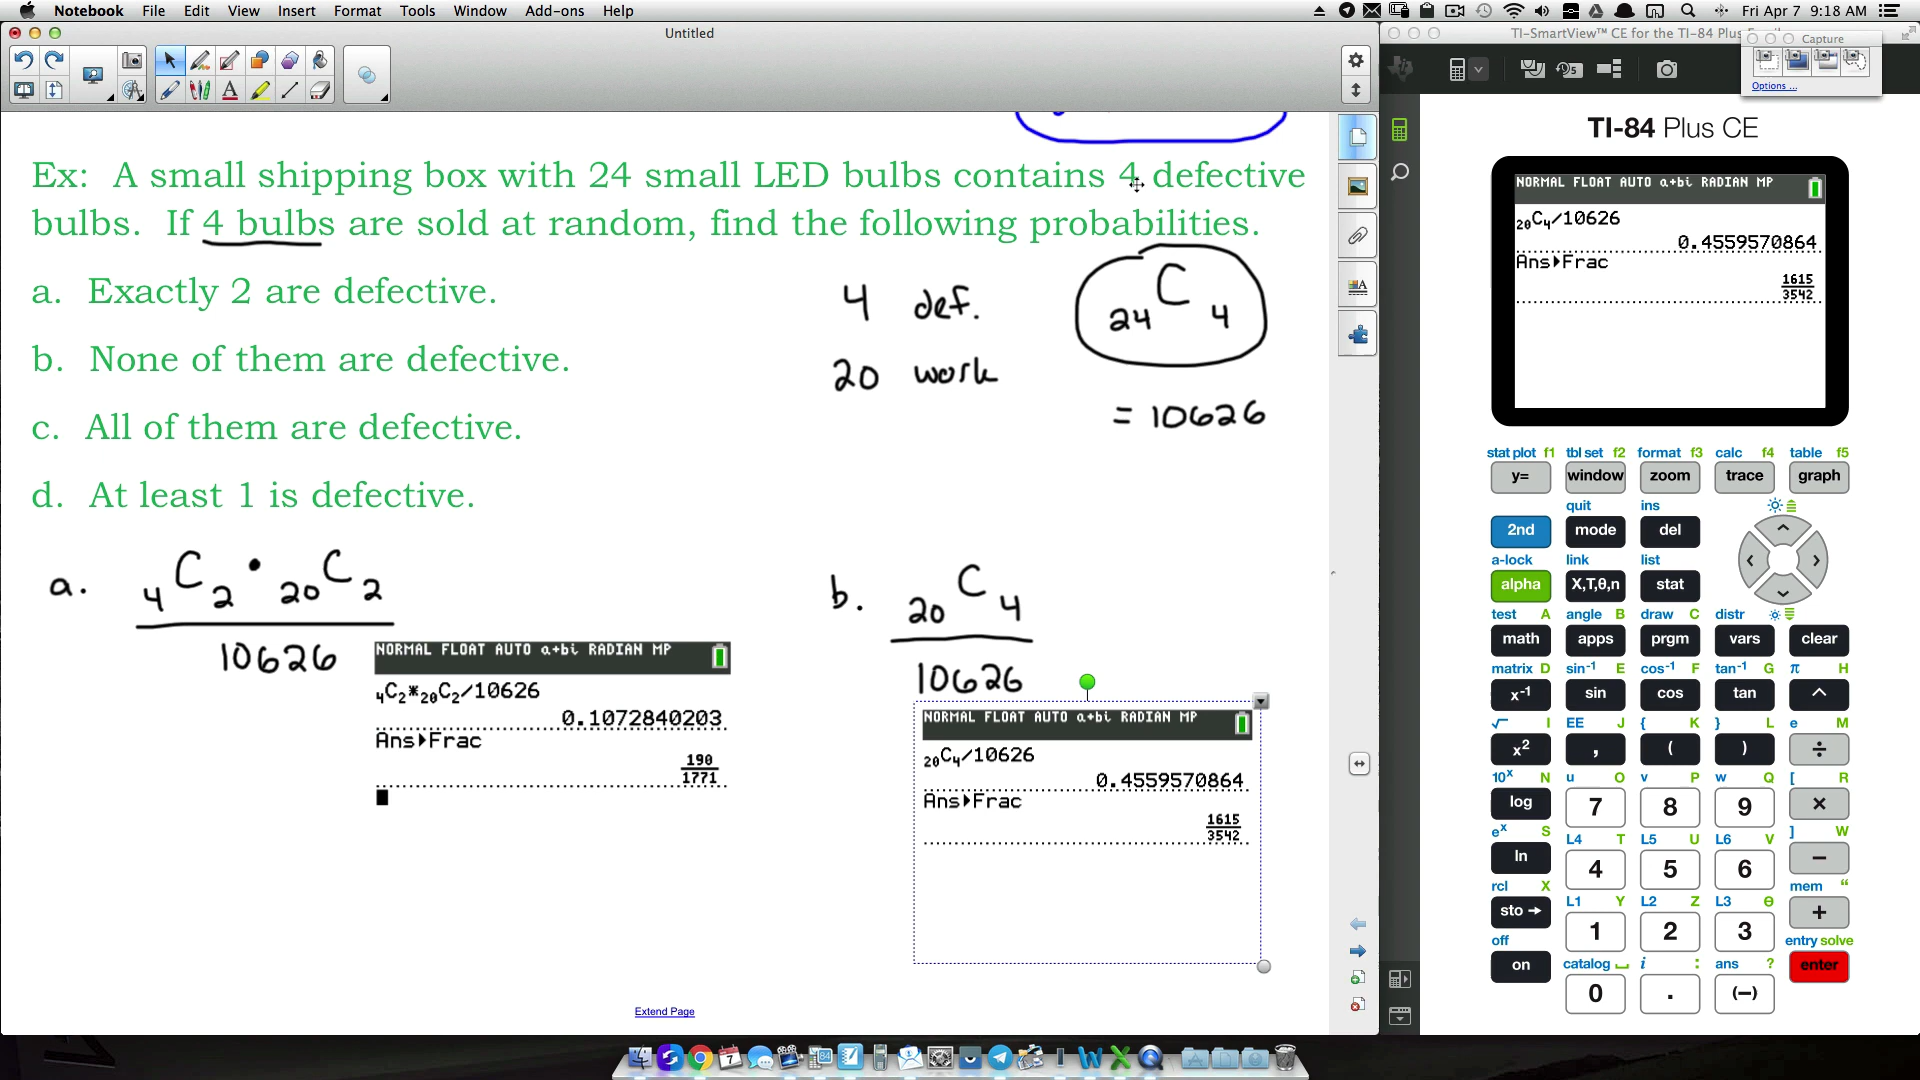 Notebook File Edit View Insert Format Tools Window Add-ons Help Fri Apr 7 9:18 AM
Untitled
TI-SmartView™ CE for the TI-84 Plus
Capture
Options ...
Ex: A small shipping box with 24 small LED bulbs contains 4 defective
bulbs. If 4 bulbs are sold at random, find the following probabilities.
a. Exactly 2 are defective.
b. None of them are defective.
c. All of them are defective.
d. At least 1 is defective.
4 def.
20 work
24 C 4
= 10626
a. 4 C 2 • 20 C 2
10626
NORMAL FLOAT AUTO a+bi RADIAN MP
4C2*20C2/10626
0.1072840203
Ans▸Frac
190
1771
b. 20 C 4
10626
NORMAL FLOAT AUTO a+bi RADIAN MP
20C4/10626
0.4559570864
Ans▸Frac
1615
3542
Extend Page
TI-84 Plus CE
NORMAL FLOAT AUTO a+bi RADIAN MP
20C4/10626
0.4559570864
Ans▸Frac
1615
3542
stat plot f1 tbl set f2 format f3 calc f4 table f5
y= window zoom trace graph
quit ins
2nd mode del
a-lock link list
alpha X,T,θ,n stat
test A angle B draw C distr
math apps prgm vars clear
matrix D sin⁻¹ E cos⁻¹ F tan⁻¹ G π H
x⁻¹ sin cos tan ^
√ I EE J { K } L e M
x² , ( ) ÷
10ˣ N u O v P w Q [ R
log 7 8 9 ×
eˣ S L4 T L5 U L6 V ] W
ln 4 5 6 −
rcl X L1 Y L2 Z L3 θ mem "
sto → 1 2 3 +
off catalog i : ans ? entry solve
on 0 . (−) enter